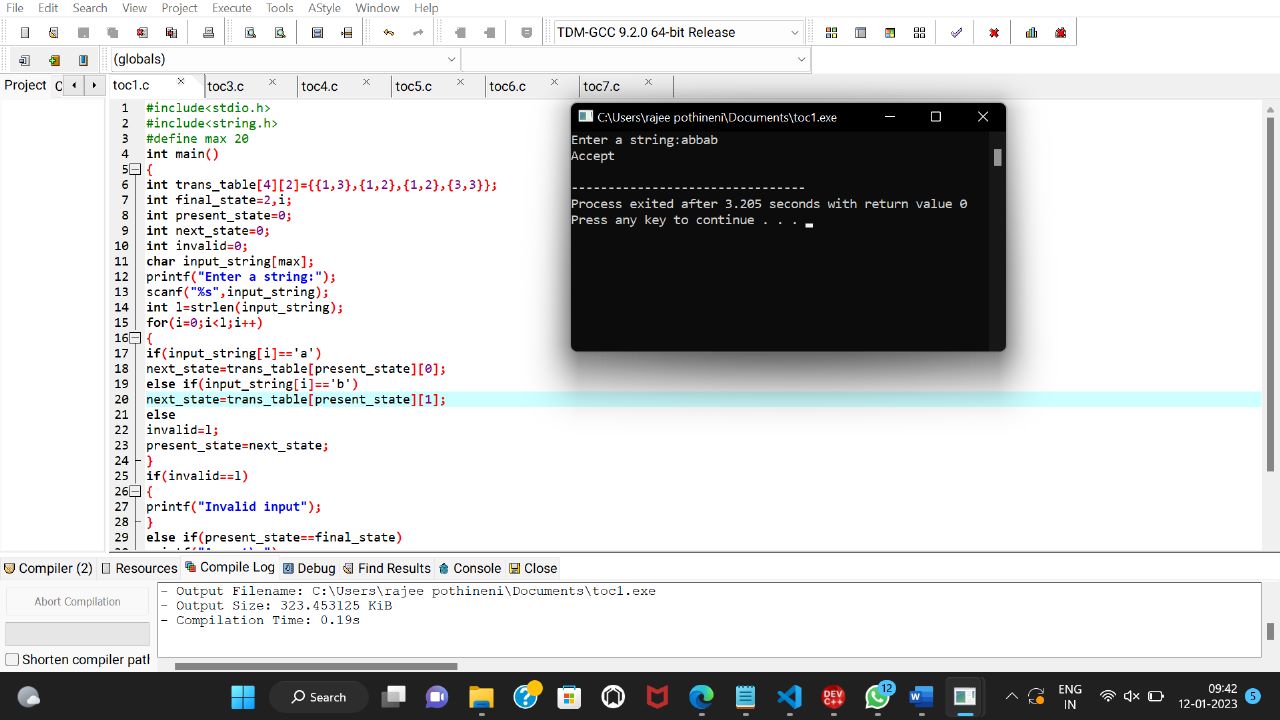 File Edit Search View Project Execute Tools AStyle Window Help
TDM-GCC 9.2.0 64-bit Release
(globals)
Project C toc1.c toc3.c toc4.c toc5.c toc6.c toc7.c
1 #include<stdio.h>
2 #include<string.h>
3 #define max 20
4 int main()
5 {
6 int trans_table[4][2]={{1,3},{1,2},{1,2},{3,3}};
7 int final_state=2,i;
8 int present_state=0;
9 int next_state=0;
10 int invalid=0;
11 char input_string[max];
12 printf("Enter a string:");
13 scanf("%s",input_string);
14 int l=strlen(input_string);
15 for(i=0;i<l;i++)
16 {
17 if(input_string[i]=='a')
18 next_state=trans_table[present_state][0];
19 else if(input_string[i]=='b')
20 next_state=trans_table[present_state][1];
21 else
22 invalid=l;
23 present_state=next_state;
24 }
25 if(invalid==l)
26 {
27 printf("Invalid input");
28 }
29 else if(present_state==final_state)
C:\Users\rajee pothineni\Documents\toc1.exe
Enter a string:abbab
Accept
--------------------------------
Process exited after 3.205 seconds with return value 0
Press any key to continue . . .
Compiler (2) Resources Compile Log Debug Find Results Console Close
Abort Compilation
Shorten compiler patl
- Output Filename: C:\Users\rajee pothineni\Documents\toc1.exe
- Output Size: 323.453125 KiB
- Compilation Time: 0.19s
Search
DEV C++
12
ENG
IN
09:42
12-01-2023
5